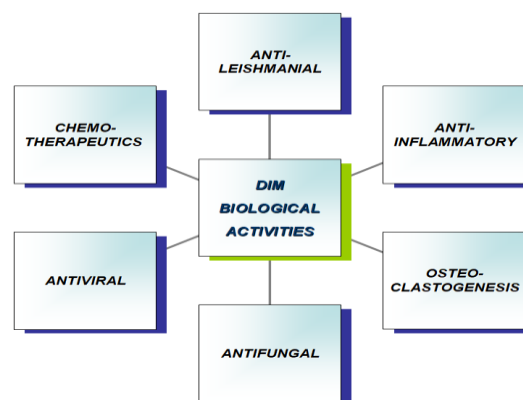 ANTI-
LEISHMANIAL
CHEMO-
THERAPEUTICS
ANTI-
INFLAMMATORY
DIM
BIOLOGICAL
ACTIVITIES
ANTIVIRAL
OSTEO-
CLASTOGENESIS
ANTIFUNGAL